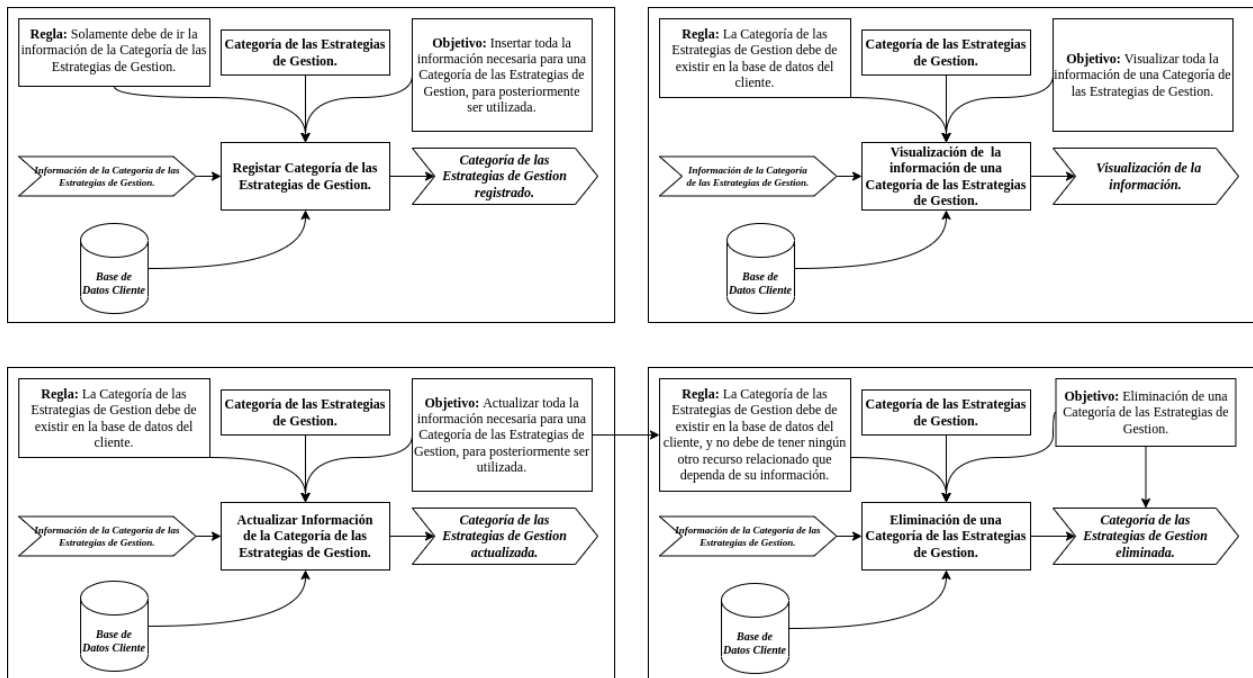 Regla: Solamente debe de ir la
información de la Categoría de las
Estrategias de Gestion.
Categoría de las Estrategias
de Gestion.
Objetivo: Insertar toda la
información necesaria para una
Categoría de las Estrategias de
Gestion, para posteriormente
ser utilizada.
Información de la Categoría de las
Estrategias de Gestion.
Registar Categoría de las
Estrategias de Gestion.
Categoría de las
Estrategias de Gestion
registrado.
Base de
Datos Cliente
Regla: La Categoría de las
Estrategias de Gestion debe de
existir en la base de datos del
cliente.
Categoría de las Estrategias
de Gestion.
Objetivo: Visualizar toda la
información de una Categoría de
las Estrategias de Gestion.
Información de la Categoría
de las Estrategias de Gestion.
Visualización de la
información de una
Categoría de las Estrategias
de Gestion.
Visualización de la
información.
Base de
Datos Cliente
Regla: La Categoría de las
Estrategias de Gestion debe de
existir en la base de datos del
cliente.
Categoría de las Estrategias
de Gestion.
Objetivo: Actualizar toda la
información necesaria para una
Categoría de las Estrategias de
Gestion, para posteriormente ser
utilizada.
Información de la Categoría de las
Estrategias de Gestion.
Actualizar Información
de la Categoría de las
Estrategias de Gestion.
Categoría de las
Estrategias de Gestion
actualizada.
Base de
Datos Cliente
Regla: La Categoría de las
Estrategias de Gestion debe de
existir en la base de datos del
cliente, y no debe de tener ningún
otro recurso relacionado que
dependa de su información.
Categoría de las Estrategias
de Gestion.
Objetivo: Eliminación de una
Categoría de las Estrategias de
Gestion.
Información de la Categoría de las
Estrategias de Gestion.
Eliminación de una
Categoría de las Estrategias
de Gestion.
Categoría de las
Estrategias de Gestion
eliminada.
Base de
Datos Cliente